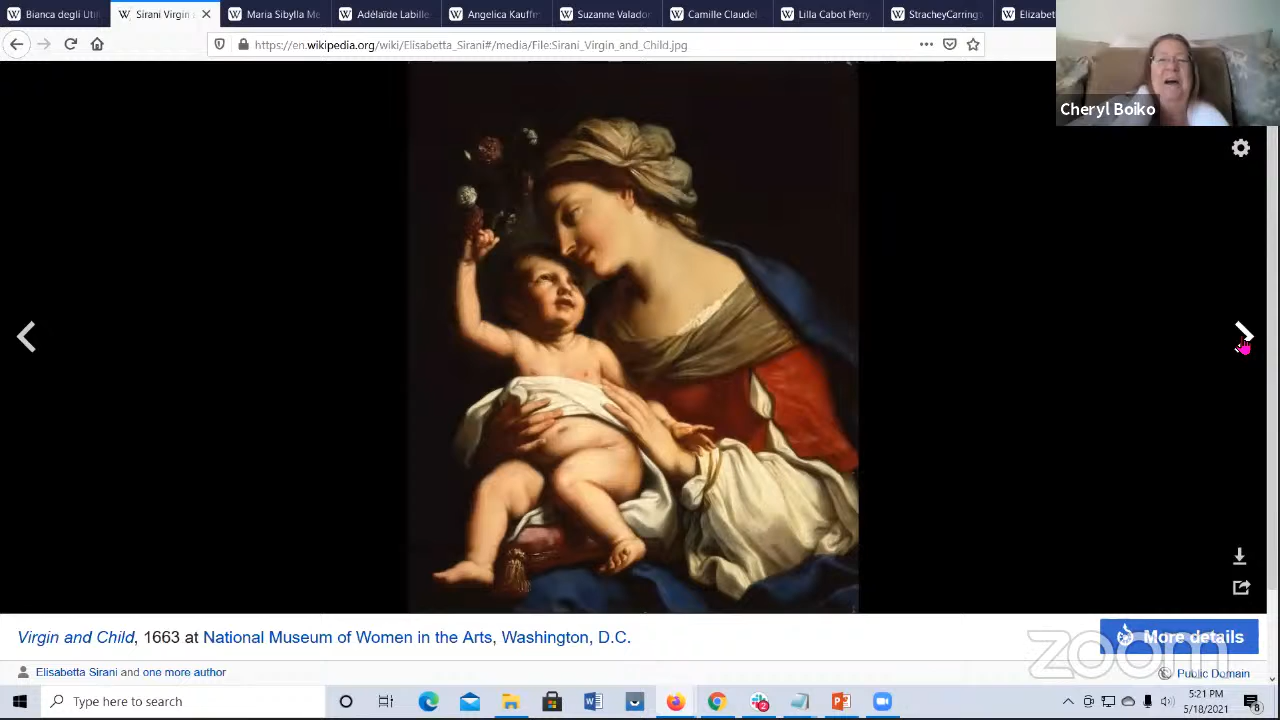 Bianca degli Uti
Sirani Virgin
Maria Sibylla Me
Adélaïde Labille
Angelica Kauffm
Suzanne Valador
Camille Claudel
Lilla Cabot Perry
StracheyCarring
Elizabet
https://en.wikipedia.org/wiki/Elisabetta_Sirani#/media/File:Sirani_Virgin_and_Child.jpg
Cheryl Boiko
Virgin and Child, 1663 at National Museum of Women in the Arts, Washington, D.C.
More details
zoom
Elisabetta Sirani and one more author
Public Domain
Type here to search
5:21 PM
5/18/2021
8
2